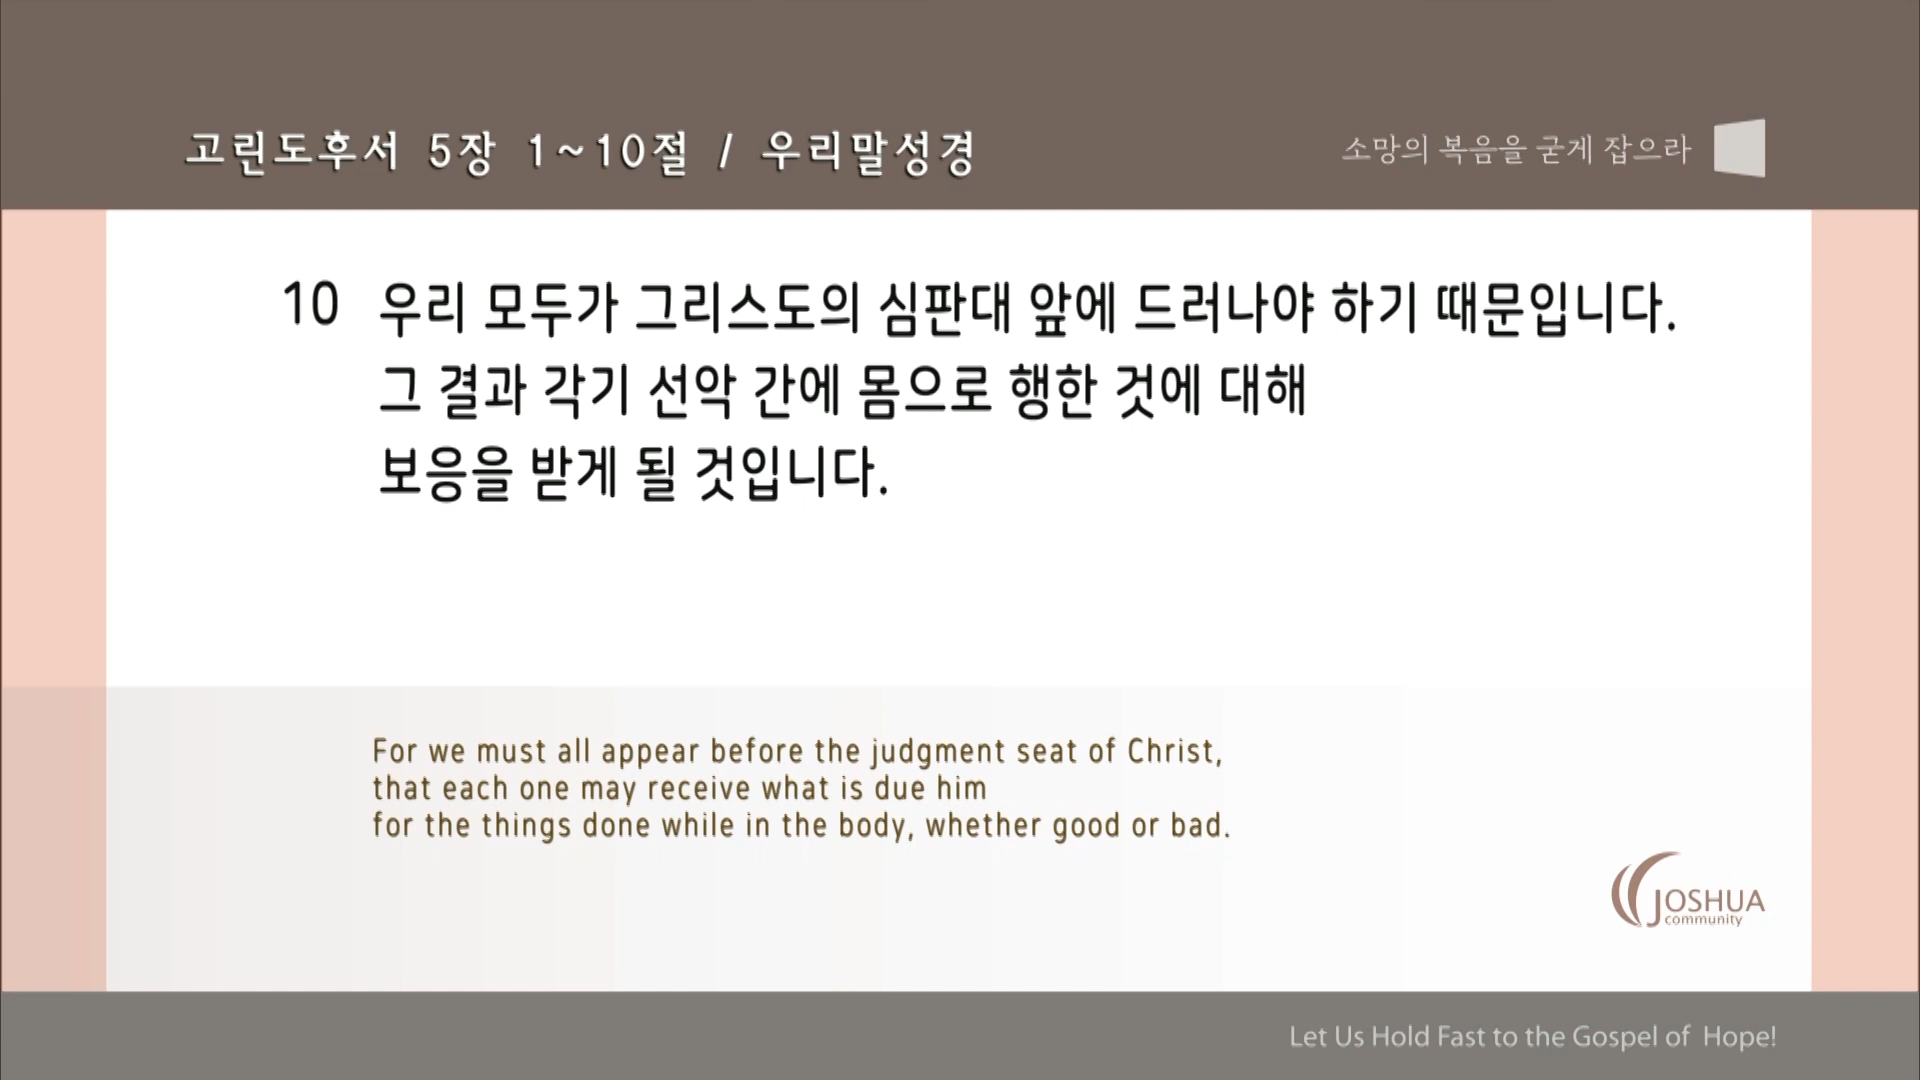 고린도후서 5장 1~10절 / 우리말성경
소망의 복음을 굳게 잡으라
10 우리 모두가 그리스도의 심판대 앞에 드러나야 하기 때문입니다.
그 결과 각기 선악 간에 몸으로 행한 것에 대해
보응을 받게 될 것입니다.
For we must all appear before the judgment seat of Christ,
that each one may receive what is due him
for the things done while in the body, whether good or bad.
JOSHUA
community
Let Us Hold Fast to the Gospel of Hope!